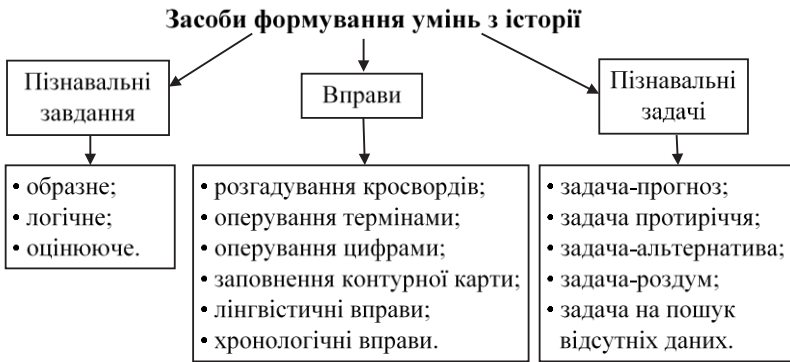 Засоби формування умінь з історії
Пізнавальні
завдання
• образне;
• логічне;
• оцінююче.
Вправи
• розгадування кросвордів;
• оперування термінами;
• оперування цифрами;
• заповнення контурної карти;
• лінгвістичні вправи;
• хронологічні вправи.
Пізнавальні
задачі
• задача-прогноз;
• задача протиріччя;
• задача-альтернатива;
• задача-роздум;
• задача на пошук
відсутніх даних.